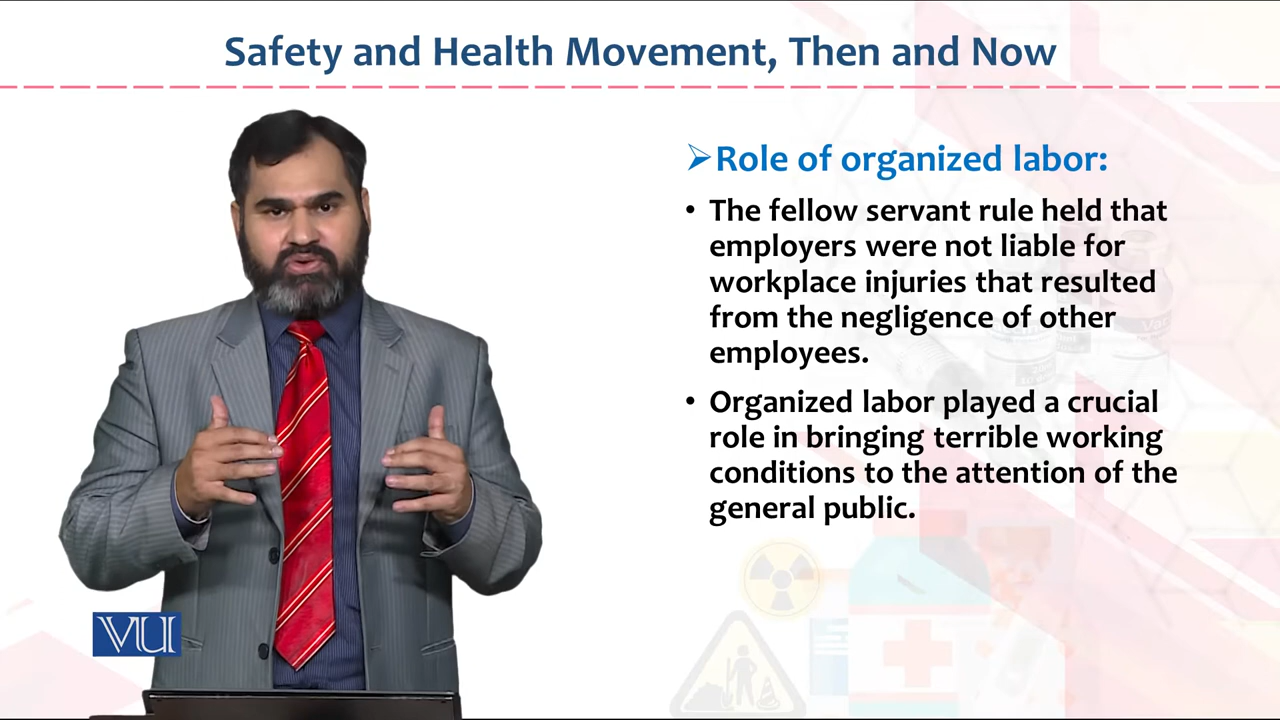 Safety and Health Movement, Then and Now
➢Role of organized labor:
• The fellow servant rule held that
employers were not liable for
workplace injuries that resulted
from the negligence of other
employees.
• Organized labor played a crucial
role in bringing terrible working
conditions to the attention of the
general public.
VU